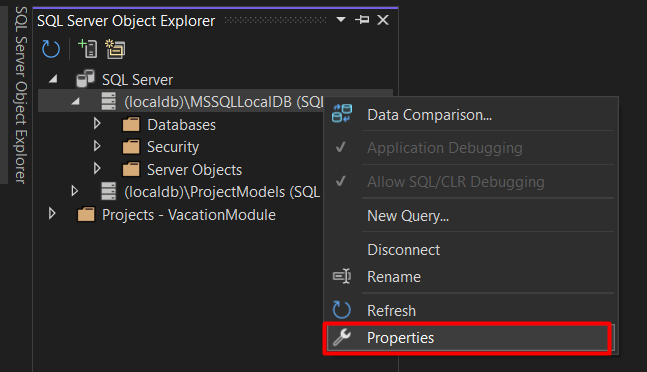 SQL Server Object Explorer
SQL Server Object Explorer
SQL Server
(localdb)\MSSQLLocalDB (SQL
Databases
Security
Server Objects
(localdb)\ProjectModels (SQL
Projects - VacationModule
Data Comparison...
Application Debugging
Allow SQL/CLR Debugging
New Query...
Disconnect
Rename
Refresh
Properties